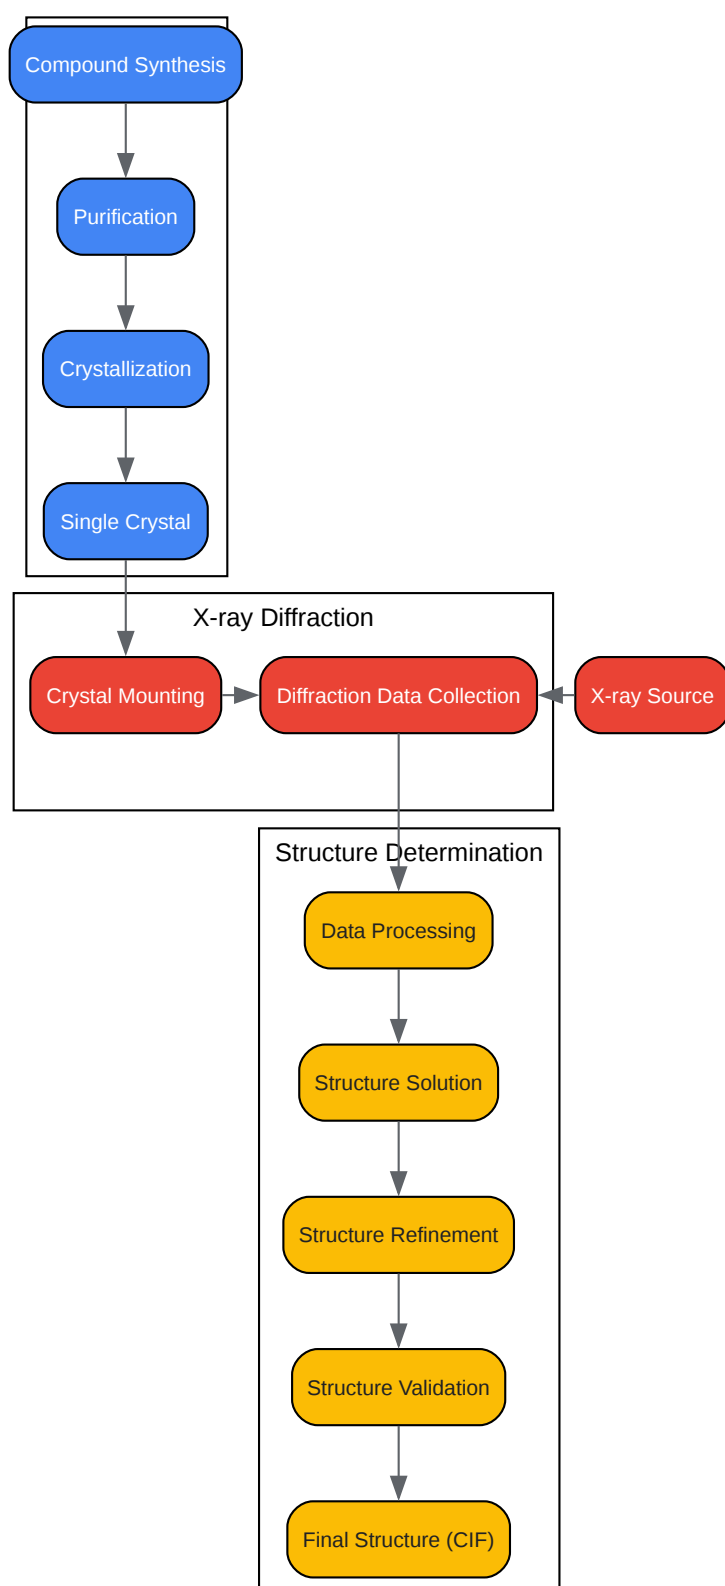 Compound Synthesis
Purification
Crystallization
Single Crystal
X-ray Diffraction
Crystal Mounting
Diffraction Data Collection
X-ray Source
Structure Determination
Data Processing
Structure Solution
Structure Refinement
Structure Validation
Final Structure (CIF)